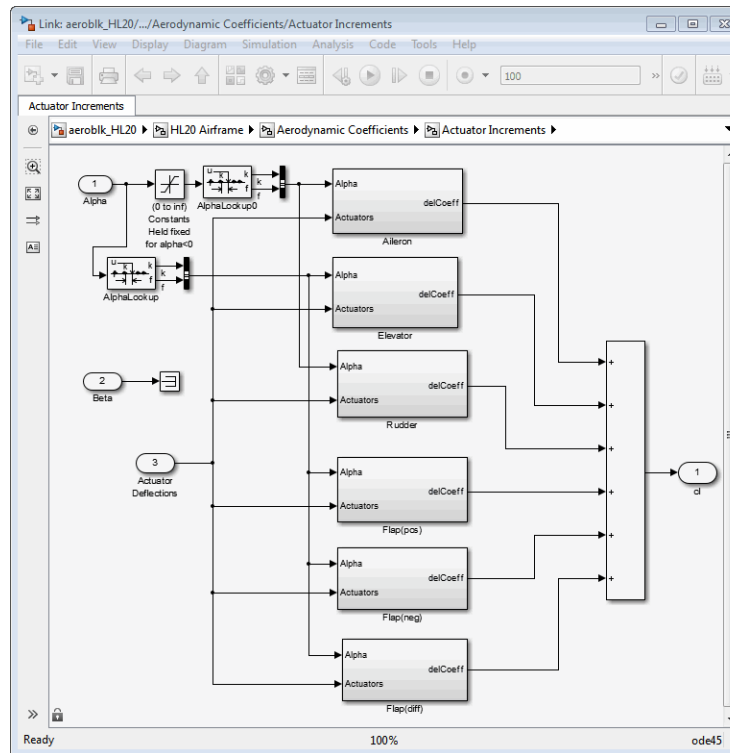 Link: aeroblk_HL20/.../Aerodynamic Coefficients/Actuator Increments
File Edit View Display Diagram Simulation Analysis Code Tools Help
100
Actuator Increments
aeroblk_HL20 HL20 Airframe Aerodynamic Coefficients Actuator Increments
1
Alpha
(0 to inf)
Constants
Held fixed
for alpha<0
u k k
k
f f
AlphaLookup0
Alpha
Actuators
delCoeff
Aileron
u k k
k
f f
AlphaLookup
Alpha
Actuators
delCoeff
Elevator
2
Beta
Alpha
Actuators
delCoeff
Rudder
3
Actuator
Deflections
Alpha
Actuators
delCoeff
Flap(pos)
Alpha
Actuators
delCoeff
Flap(neg)
Alpha
Actuators
delCoeff
Flap(diff)
+
+
+
+
+
+
1
cl
Ready 100% ode45